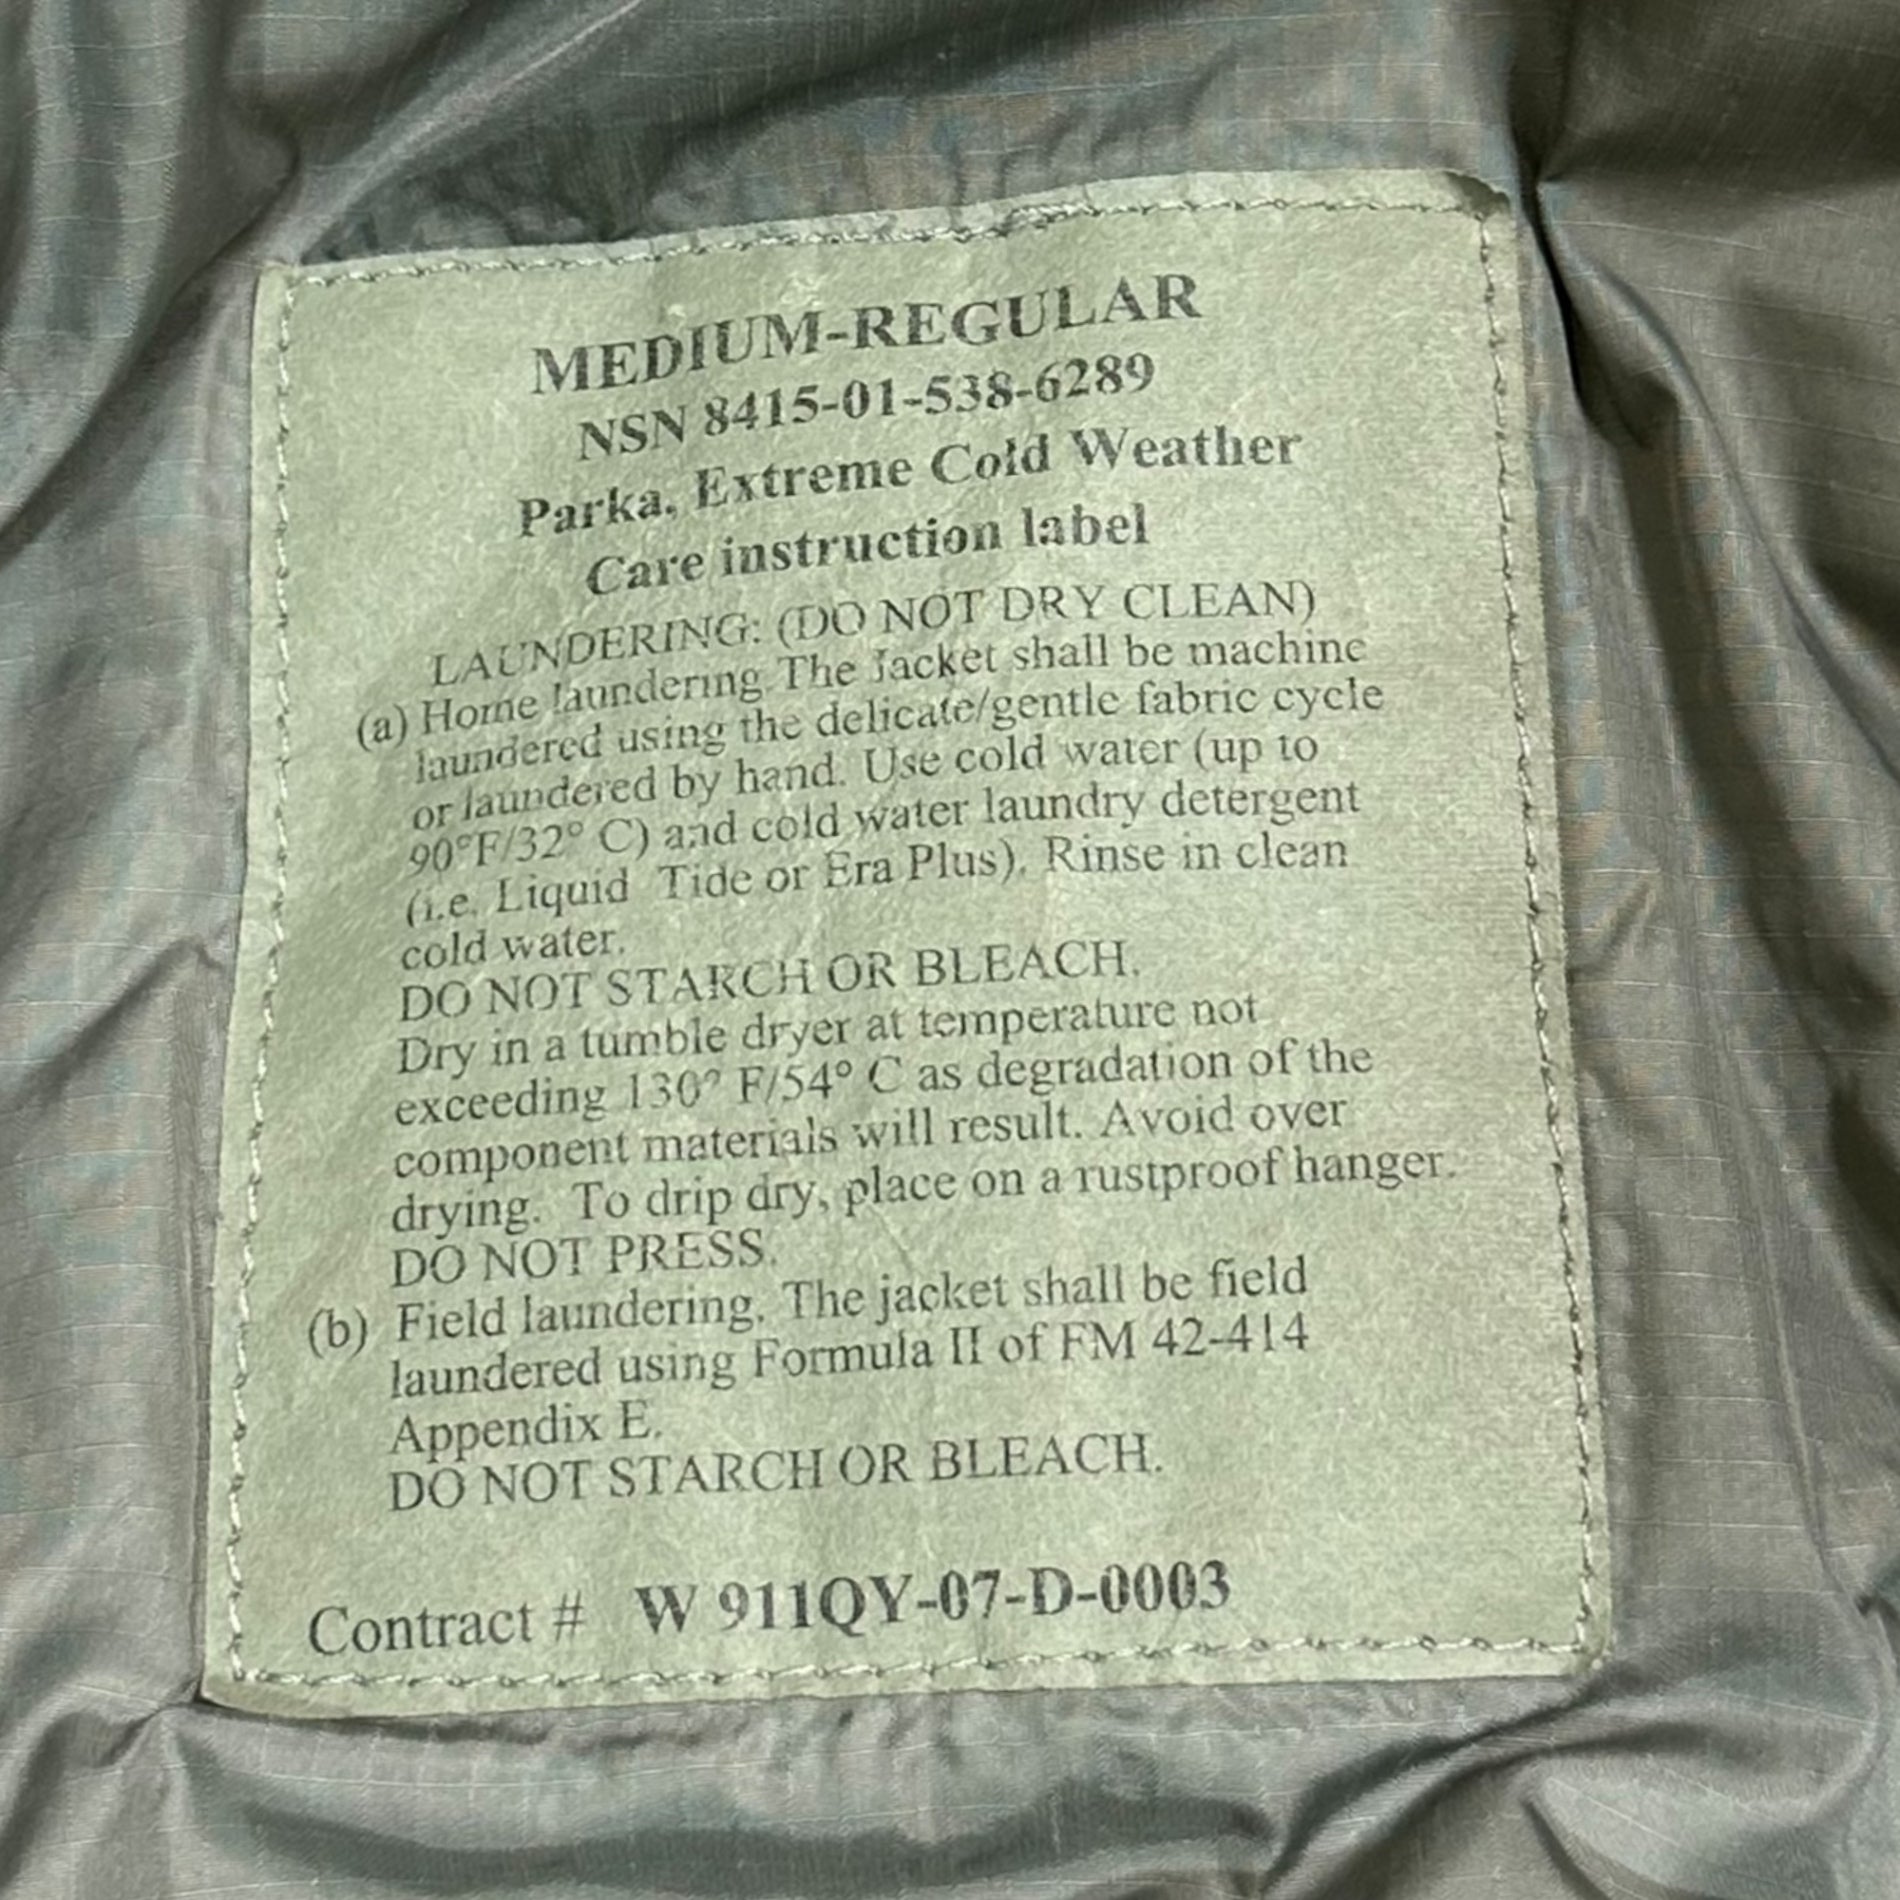 MEDIUM-REGULAR
NSN 8415-01-538-6289
Parka, Extreme Cold Weather
Care instruction label
LAUNDERING: (DO NOT DRY CLEAN)
(a) Home laundering. The Jacket shall be machine
laundered using the delicate/gentle fabric cycle
or laundered by hand. Use cold water (up to
90°F/32° C) and cold water laundry detergent
(i.e. Liquid Tide or Era Plus). Rinse in clean
cold water.
DO NOT STARCH OR BLEACH.
Dry in a tumble dryer at temperature not
exceeding 130° F/54° C as degradation of the
component materials will result. Avoid over
drying. To drip dry, place on a rustproof hanger.
DO NOT PRESS.
(b) Field laundering. The jacket shall be field
laundered using Formula II of FM 42-414
Appendix E.
DO NOT STARCH OR BLEACH.
Contract # W 911QY-07-D-0003